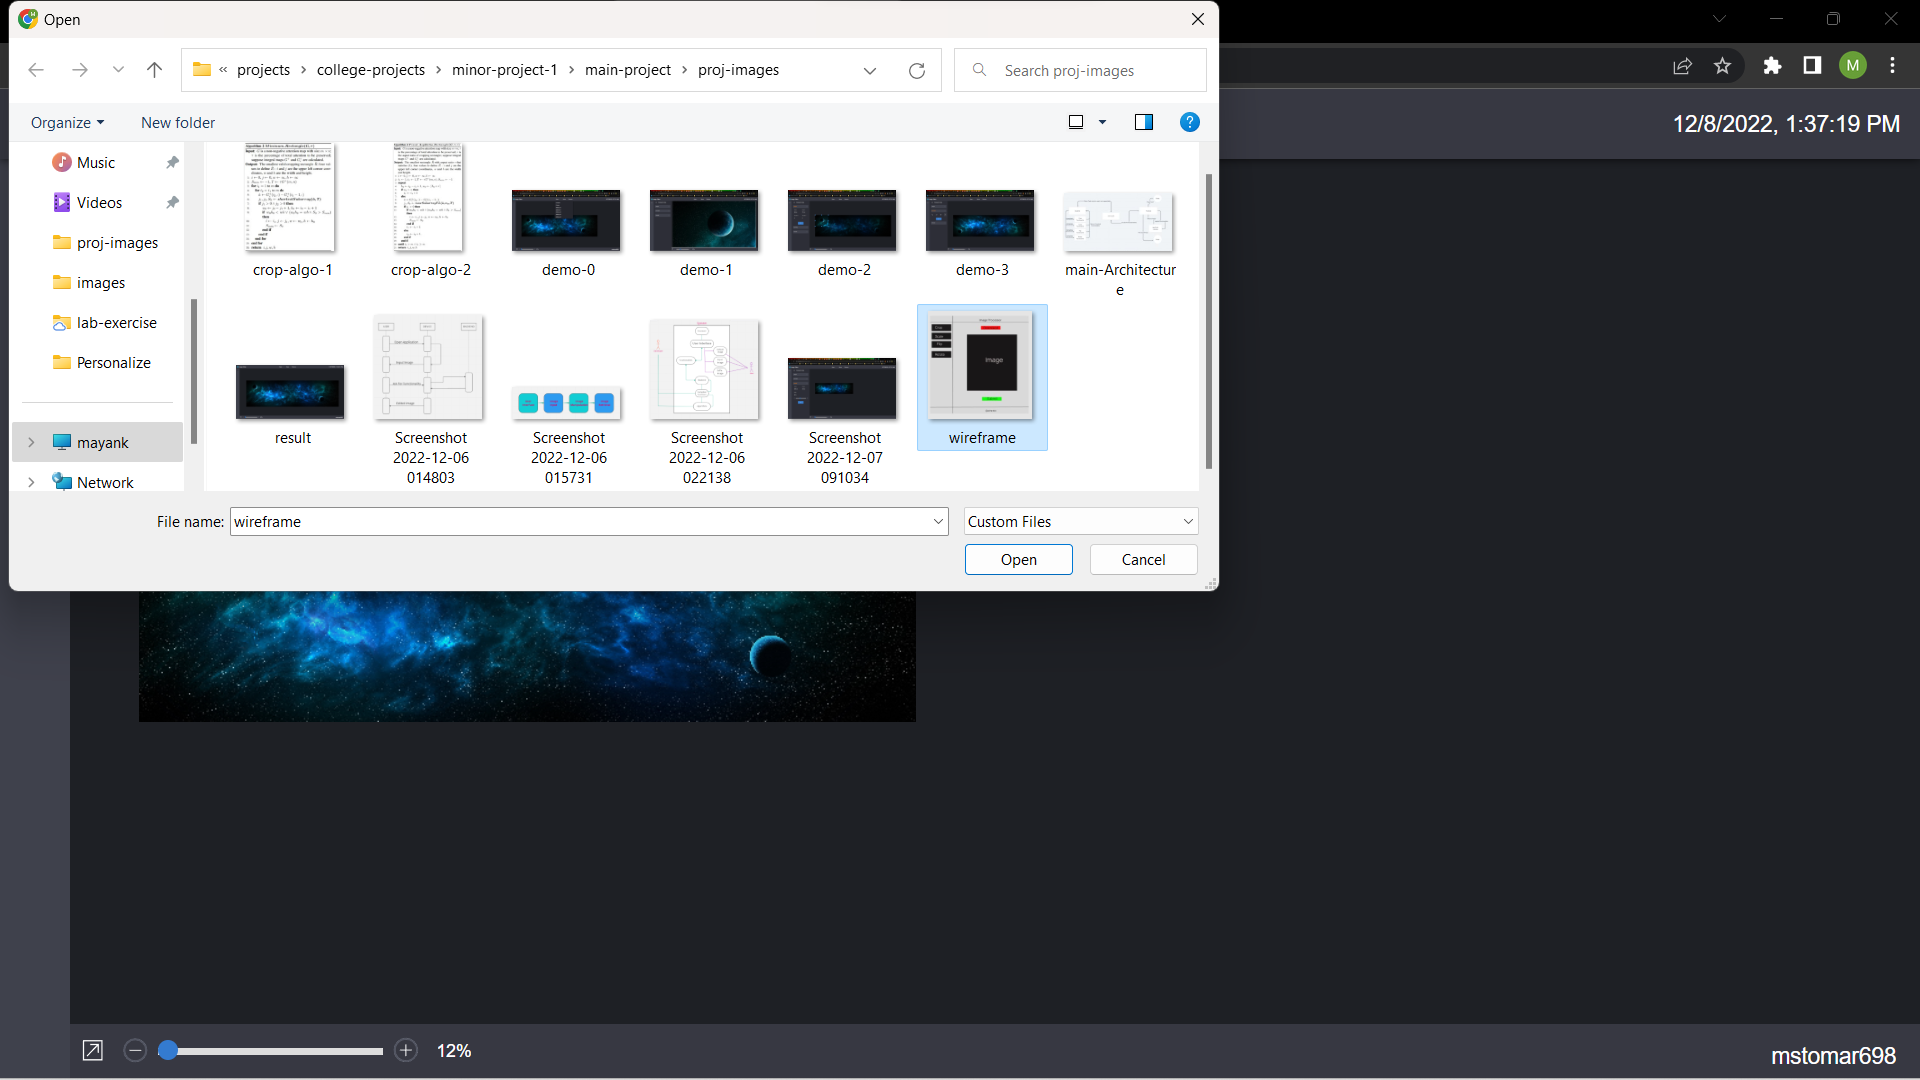 Open
« projects › college-projects › minor-project-1 › main-project › proj-images
Search proj-images
M
Organize
New folder
?
12/8/2022, 1:37:19 PM
Music
Videos
proj-images
images
lab-exercise
Personalize
mayank
Network
crop-algo-1
crop-algo-2
demo-0
demo-1
demo-2
demo-3
main-Architectur
e
Image
result
Screenshot
2022-12-06
014803
Screenshot
2022-12-06
015731
Screenshot
2022-12-06
022138
Screenshot
2022-12-07
091034
wireframe
File name:
wireframe
Custom Files
Open
Cancel
12%
mstomar698